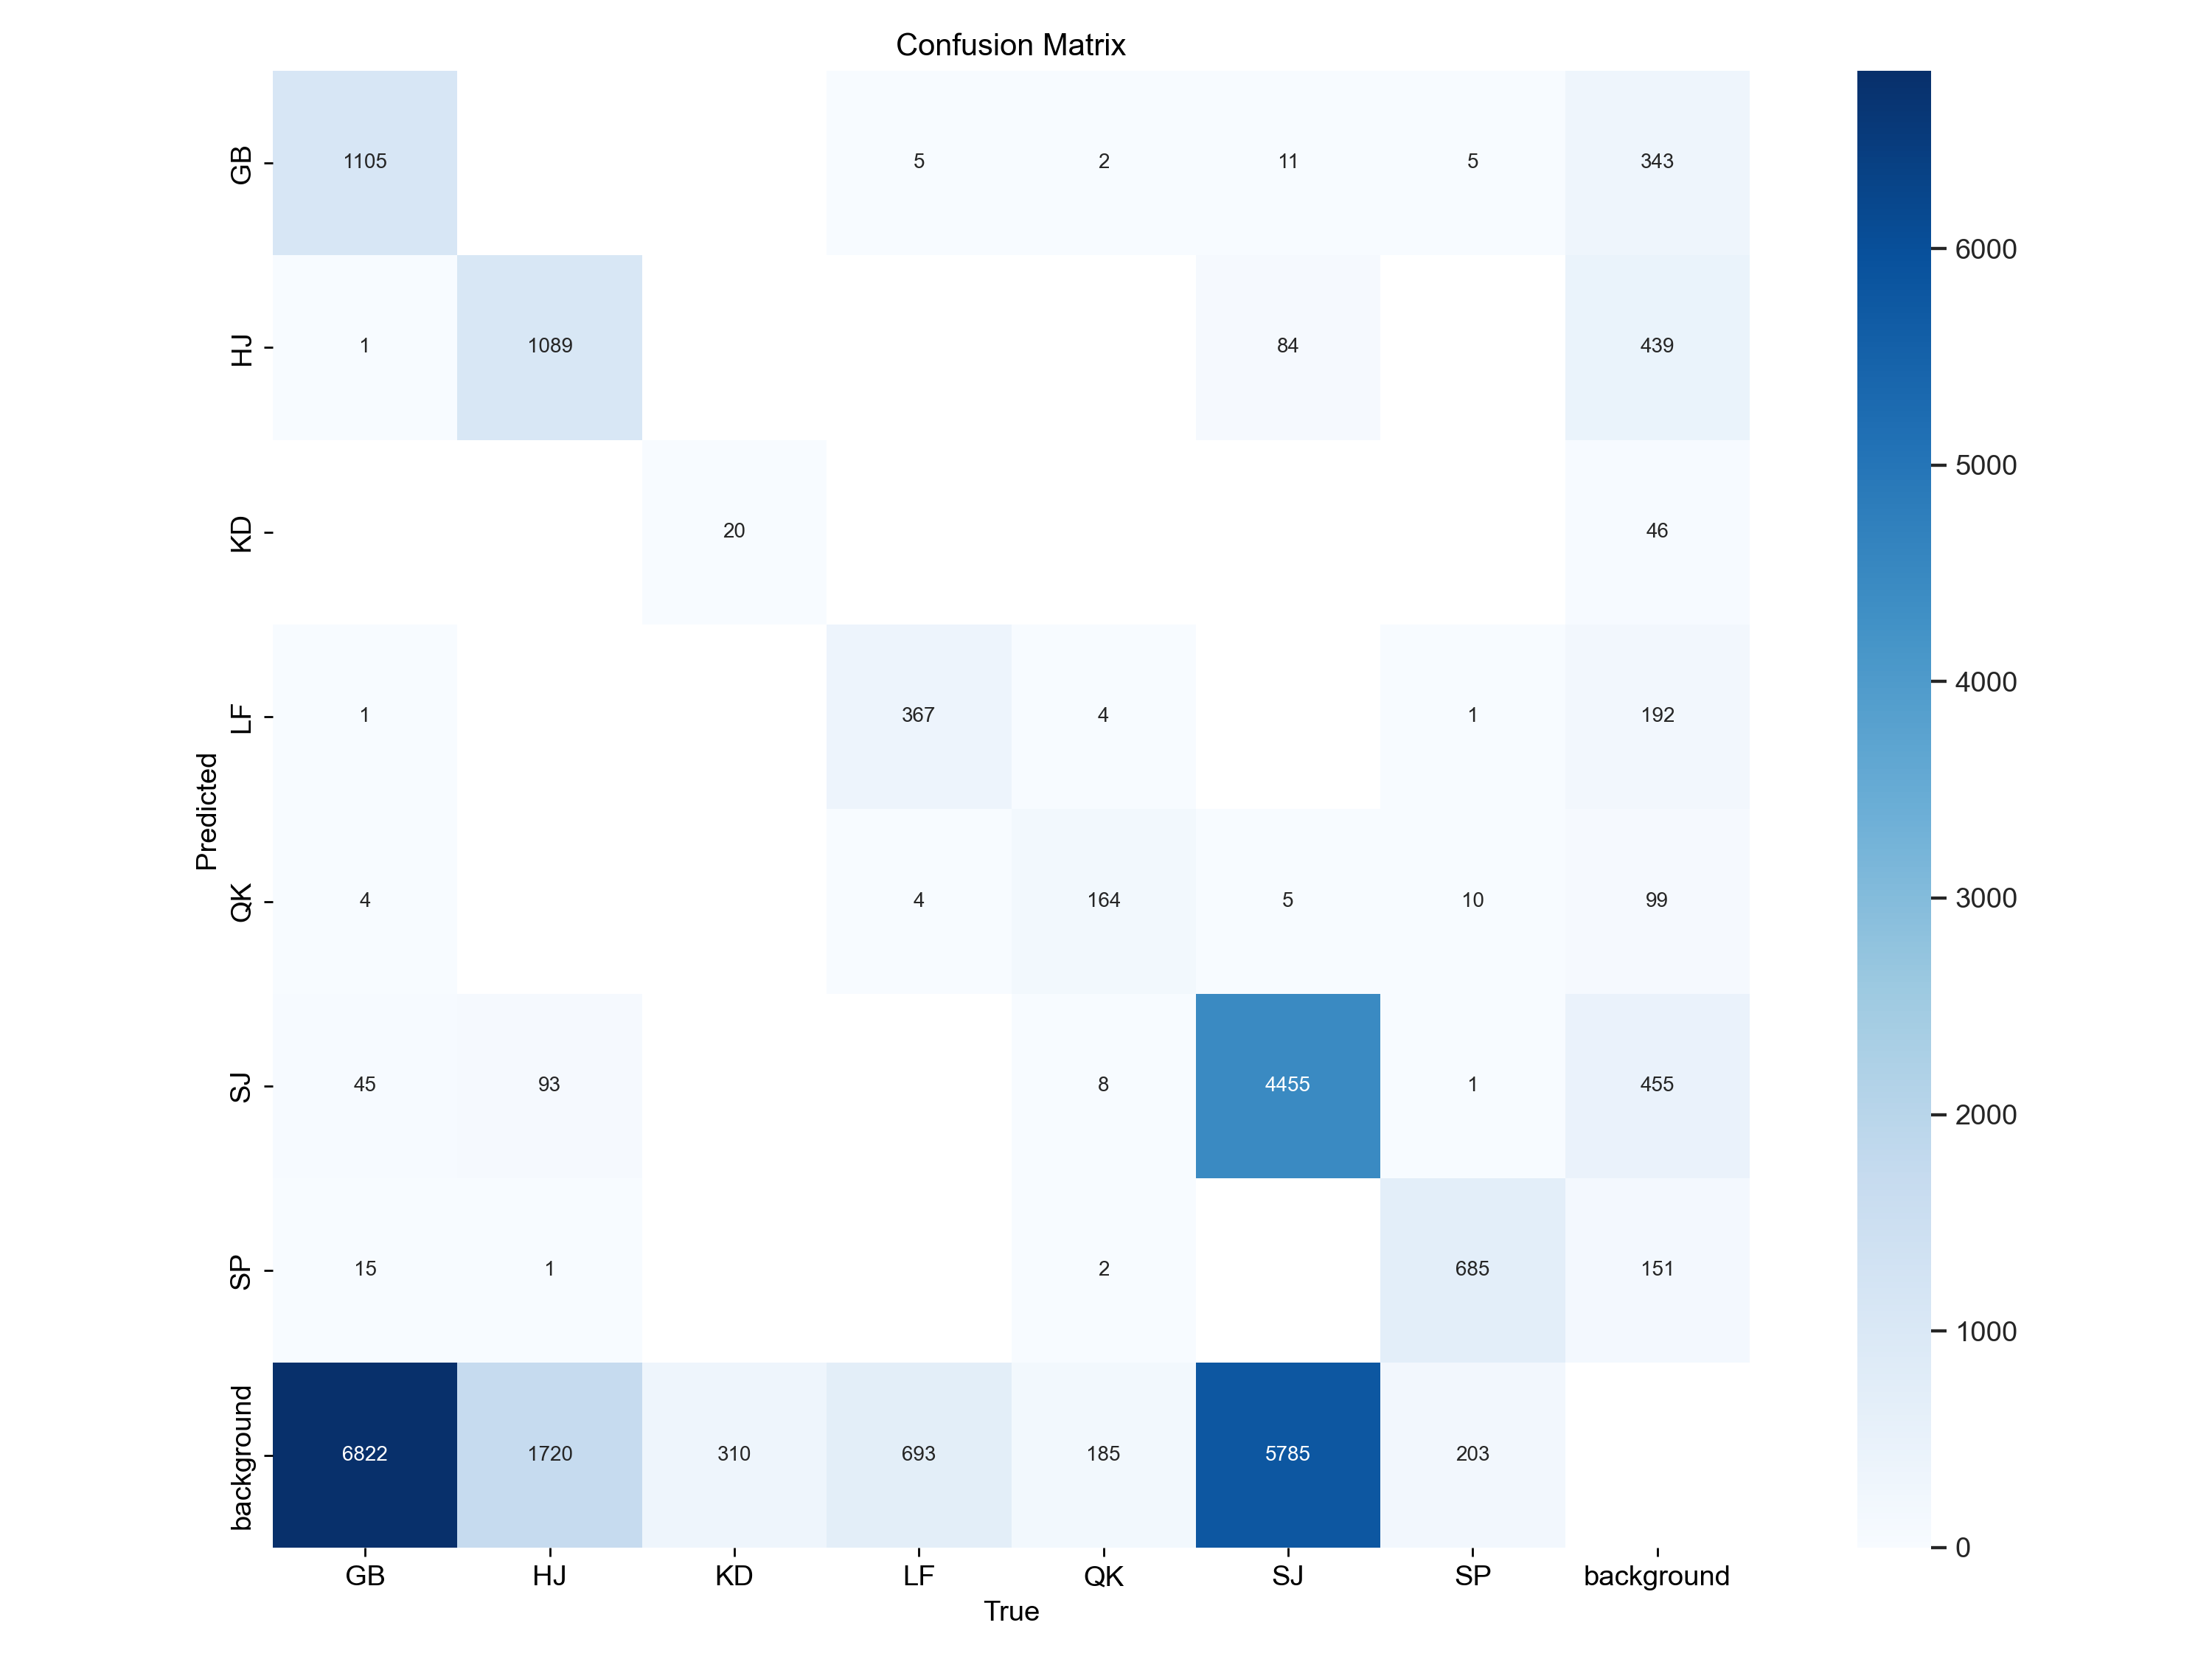 Confusion Matrix
GB 1105 5 2 11 5 343
HJ 1 1089 84 439
KD 20 46
LF 1 367 4 1 192
QK 4 4 164 5 10 99
SJ 45 93 8 4455 1 455
SP 15 1 2 685 151
background 6822 1720 310 693 185 5785 203
GB HJ KD LF QK SJ SP background
Predicted
True
6000
5000
4000
3000
2000
1000
0